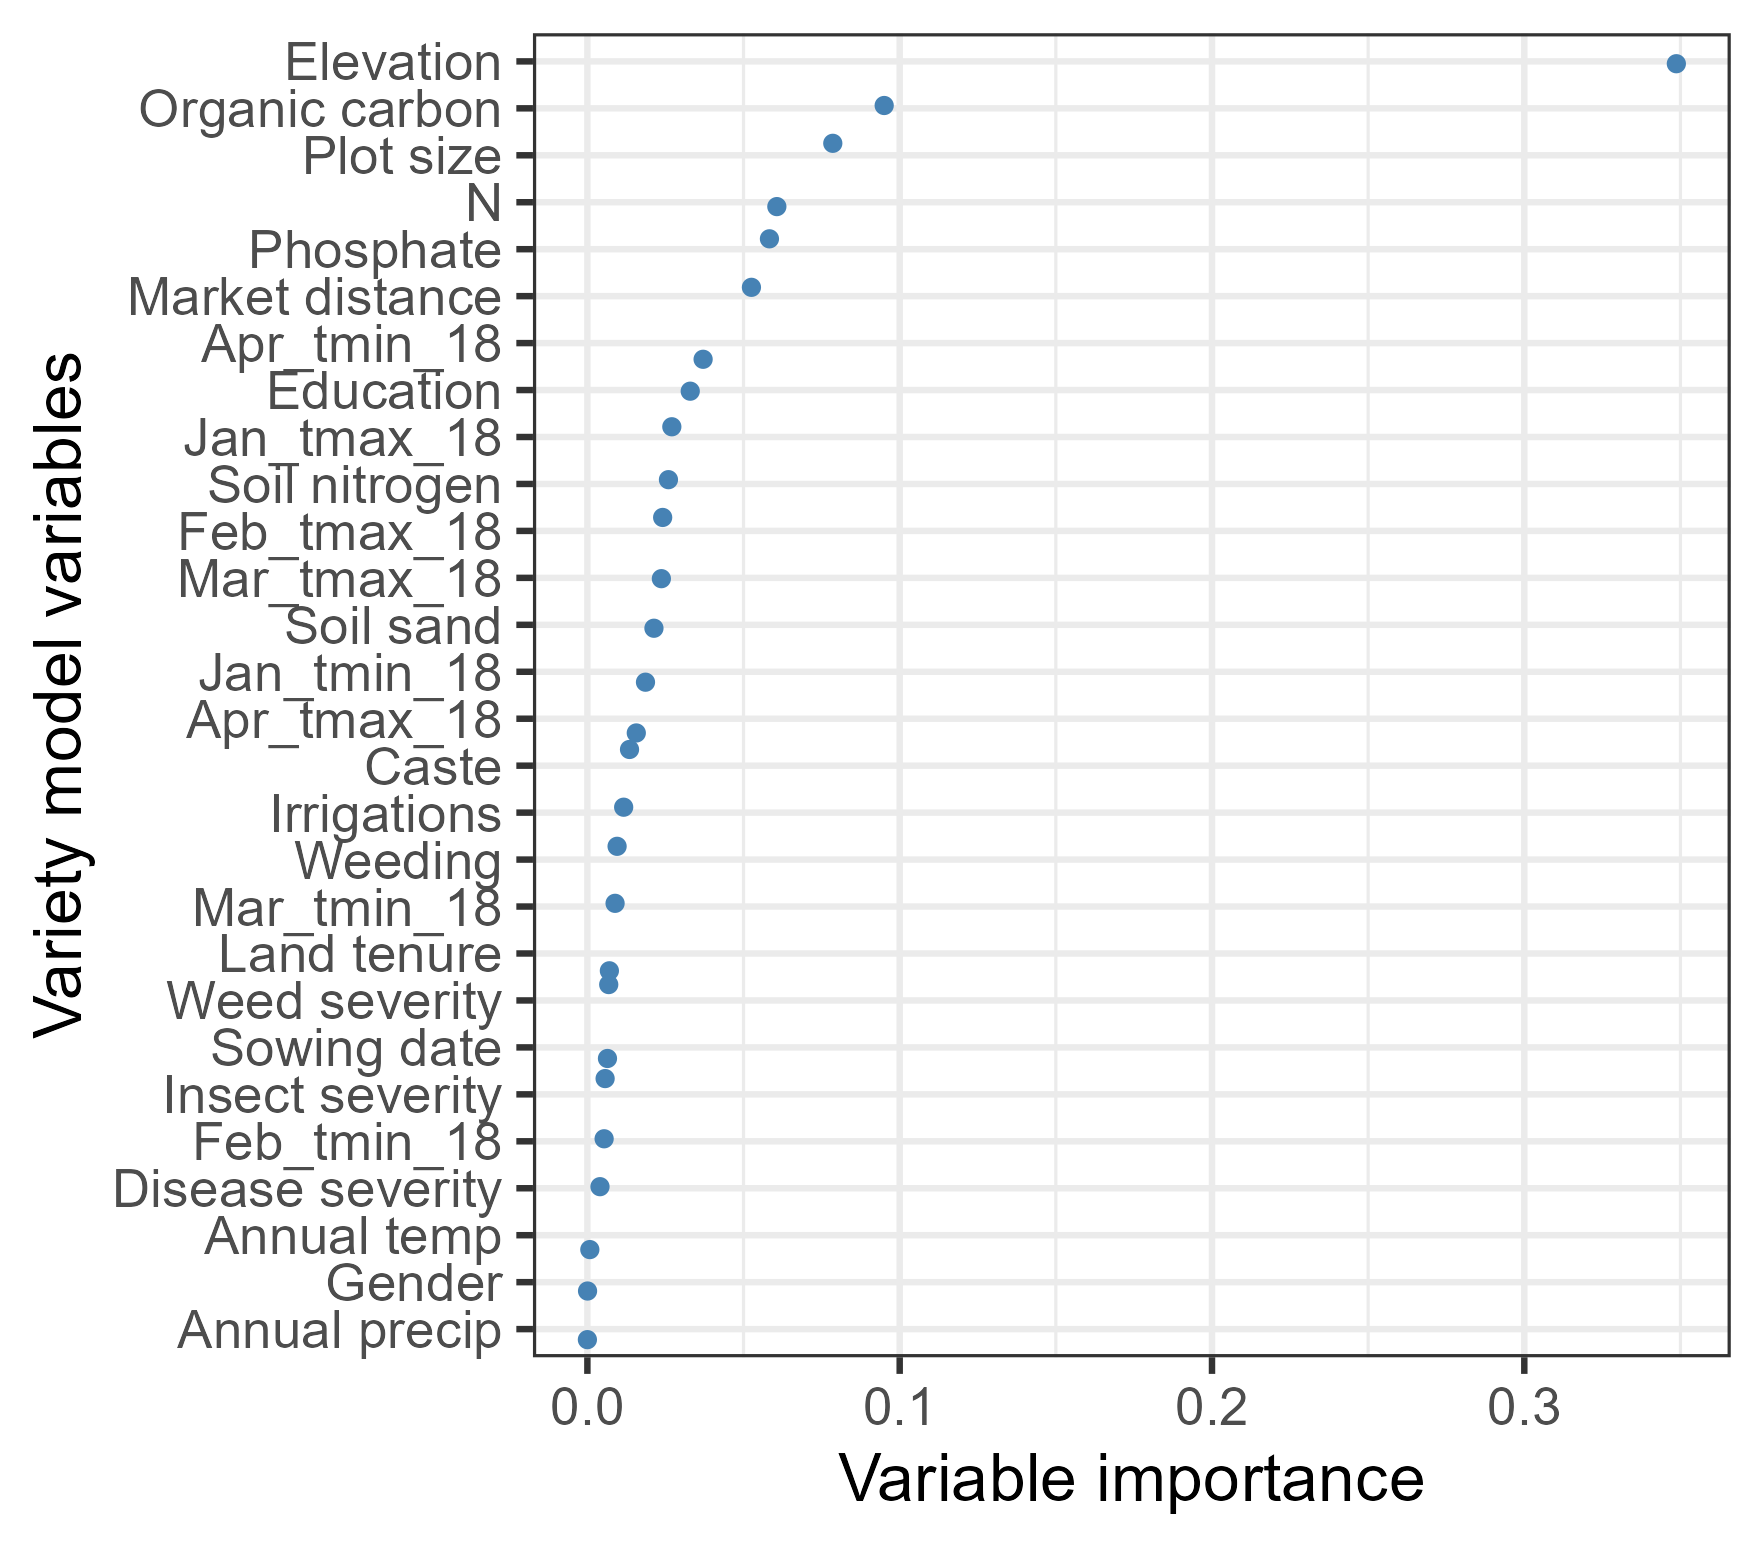 Elevation
Organic carbon
Plot size
N
Phosphate
Market distance
Apr_tmin_18
Education
Jan_tmax_18
Soil nitrogen
Feb_tmax_18
Mar_tmax_18
Soil sand
Jan_tmin_18
Apr_tmax_18
Caste
Irrigations
Weeding
Mar_tmin_18
Land tenure
Weed severity
Sowing date
Insect severity
Feb_tmin_18
Disease severity
Annual temp
Gender
Annual precip
Variety model variables
0.0 0.1 0.2 0.3
Variable importance